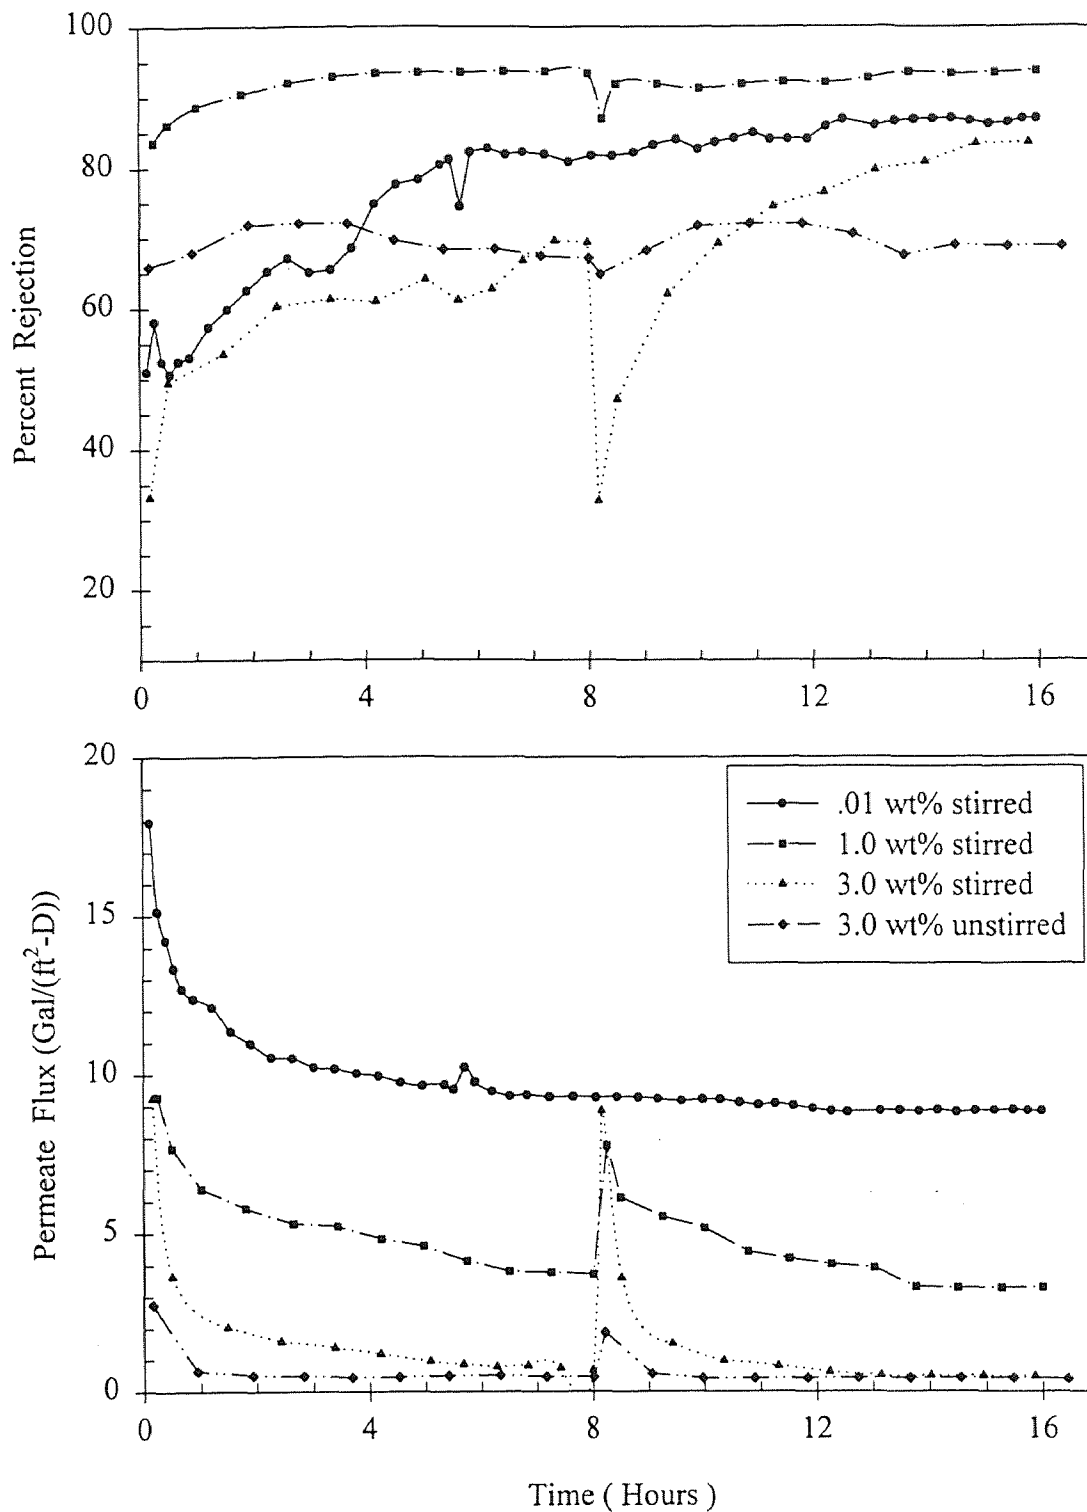 100
80
60
40
20
Percent Rejection
0 4 8 12 16
20
15
10
5
0
Permeate Flux (Gal/(ft²-D))
.01 wt% stirred
1.0 wt% stirred
3.0 wt% stirred
3.0 wt% unstirred
0 4 8 12 16
Time ( Hours )